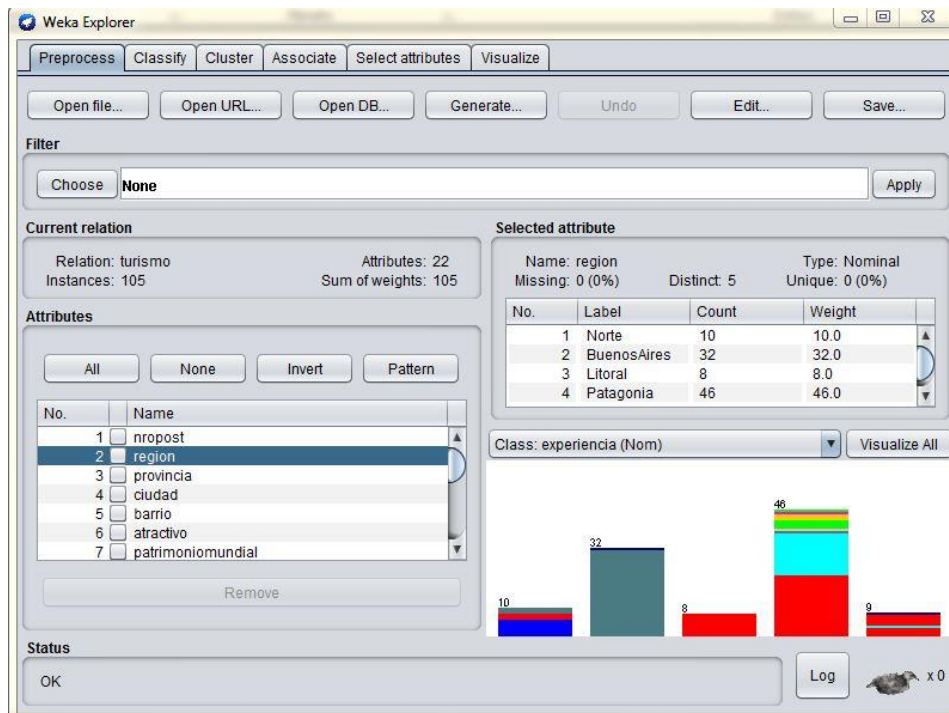 Weka Explorer
Preprocess Classify Cluster Associate Select attributes Visualize
Open file... Open URL... Open DB... Generate... Undo Edit... Save...
Filter
Choose None Apply
Current relation
Relation: turismo Attributes: 22
Instances: 105 Sum of weights: 105
Attributes
All None Invert Pattern
No. Name
1 nropost
2 region
3 provincia
4 ciudad
5 barrio
6 atractivo
7 patrimoniomundial
Remove
Selected attribute
Name: region Type: Nominal
Missing: 0 (0%) Distinct: 5 Unique: 0 (0%)
No. Label Count Weight
1 Norte 10 10.0
2 BuenosAires 32 32.0
3 Litoral 8 8.0
4 Patagonia 46 46.0
Class: experiencia (Nom) Visualize All
10 32 8 46 9
Status
OK Log x 0